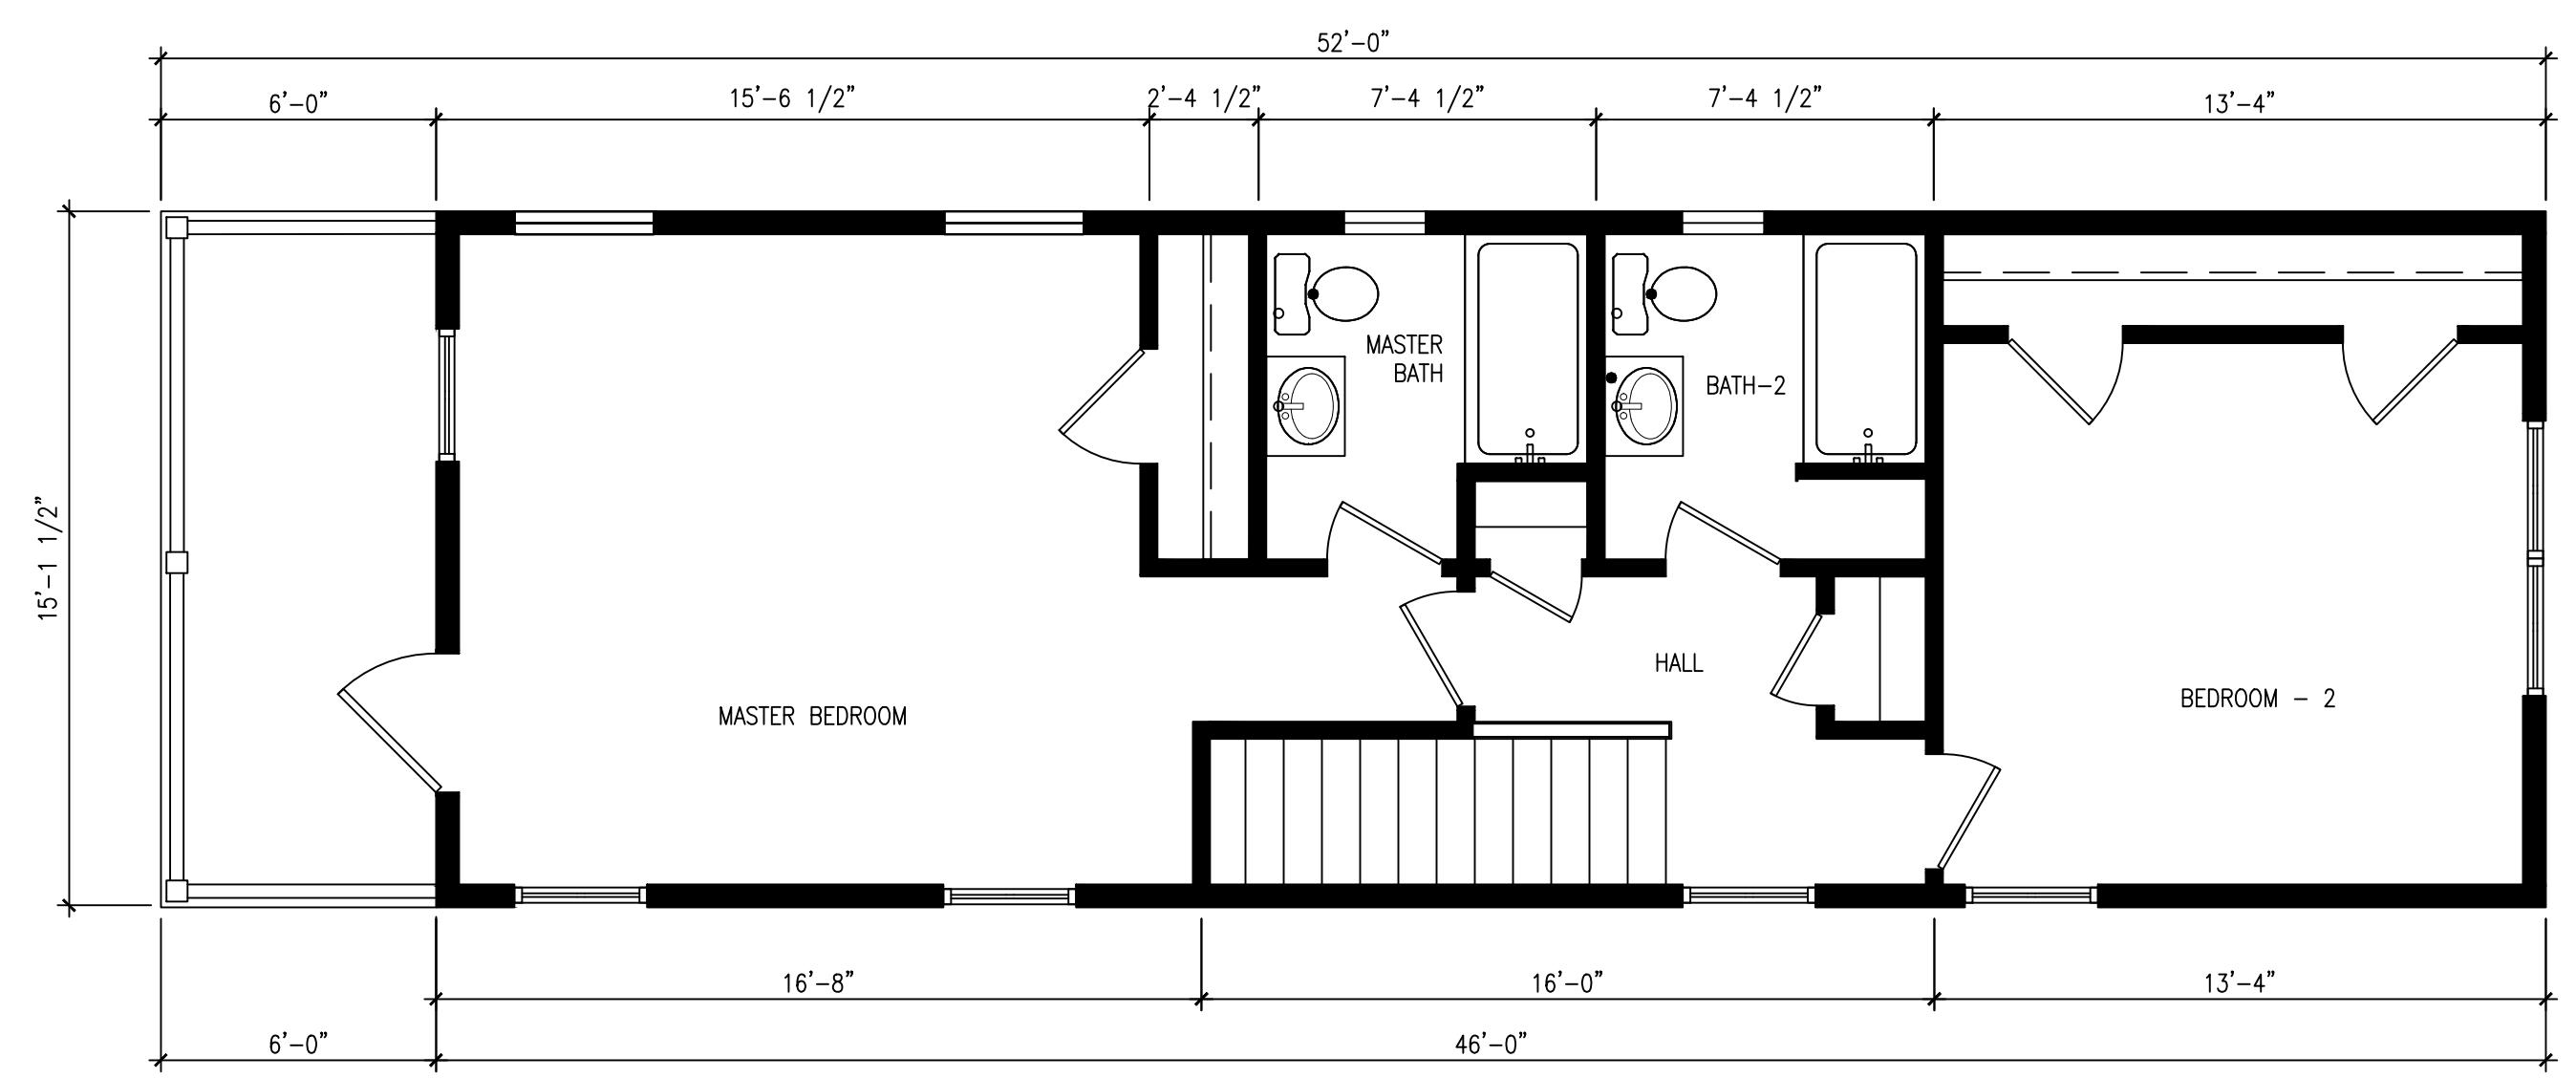 52'-0"
6'-0"
15'-6 1/2"
2'-4 1/2"
7'-4 1/2"
7'-4 1/2"
13'-4"
MASTER
BATH
BATH-2
15'-1 1/2"
HALL
MASTER BEDROOM
BEDROOM - 2
16'-8"
16'-0"
13'-4"
6'-0"
46'-0"